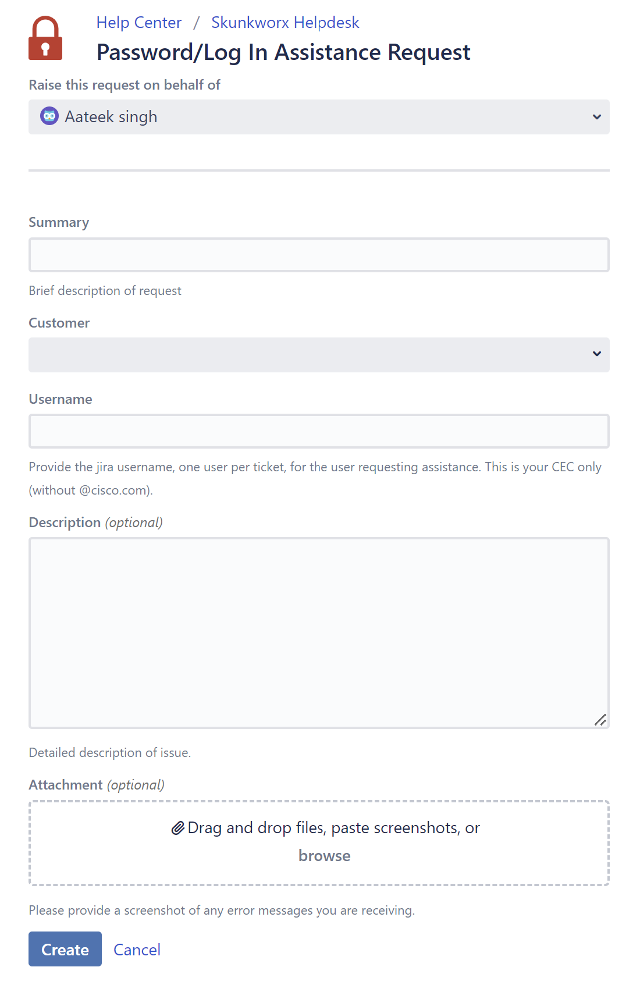 Help Center / Skunkworx Helpdesk
Password/Log In Assistance Request
Raise this request on behalf of
Aateek singh
Summary
Brief description of request
Customer
Username
Provide the jira username, one user per ticket, for the user requesting assistance. This is your CEC only
(without @cisco.com).
Description (optional)
Detailed description of issue.
Attachment (optional)
Drag and drop files, paste screenshots, or
browse
Please provide a screenshot of any error messages you are receiving.
Create Cancel